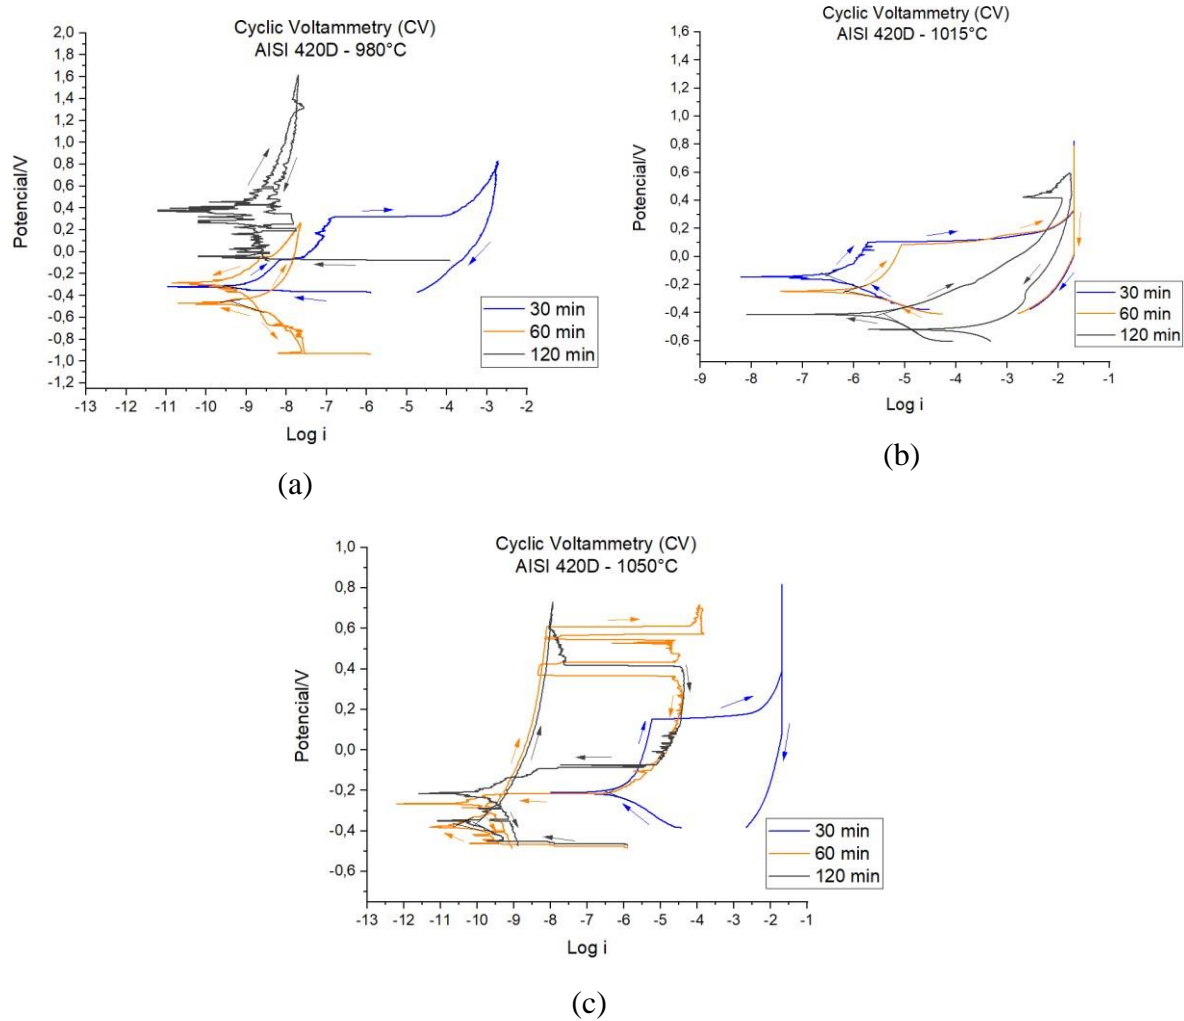 Cyclic Voltammetry (CV)
AISI 420D - 980°C
2,0
1,8
1,6
1,4
1,2
1,0
0,8
0,6
0,4
0,2
0,0
-0,2
-0,4
-0,6
-0,8
-1,0
-1,2
Potencial/V
30 min
60 min
120 min
-13 -12 -11 -10 -9 -8 -7 -6 -5 -4 -3 -2
Log i
(a)
Cyclic Voltammetry (CV)
AISI 420D - 1015°C
1,6
1,4
1,2
1,0
0,8
0,6
0,4
0,2
0,0
-0,2
-0,4
-0,6
Potencial/V
30 min
60 min
120 min
-9 -8 -7 -6 -5 -4 -3 -2 -1
Log i
(b)
Cyclic Voltammetry (CV)
AISI 420D - 1050°C
1,0
0,8
0,6
0,4
0,2
0,0
-0,2
-0,4
-0,6
Potencial/V
30 min
60 min
120 min
-13 -12 -11 -10 -9 -8 -7 -6 -5 -4 -3 -2 -1
Log i
(c)